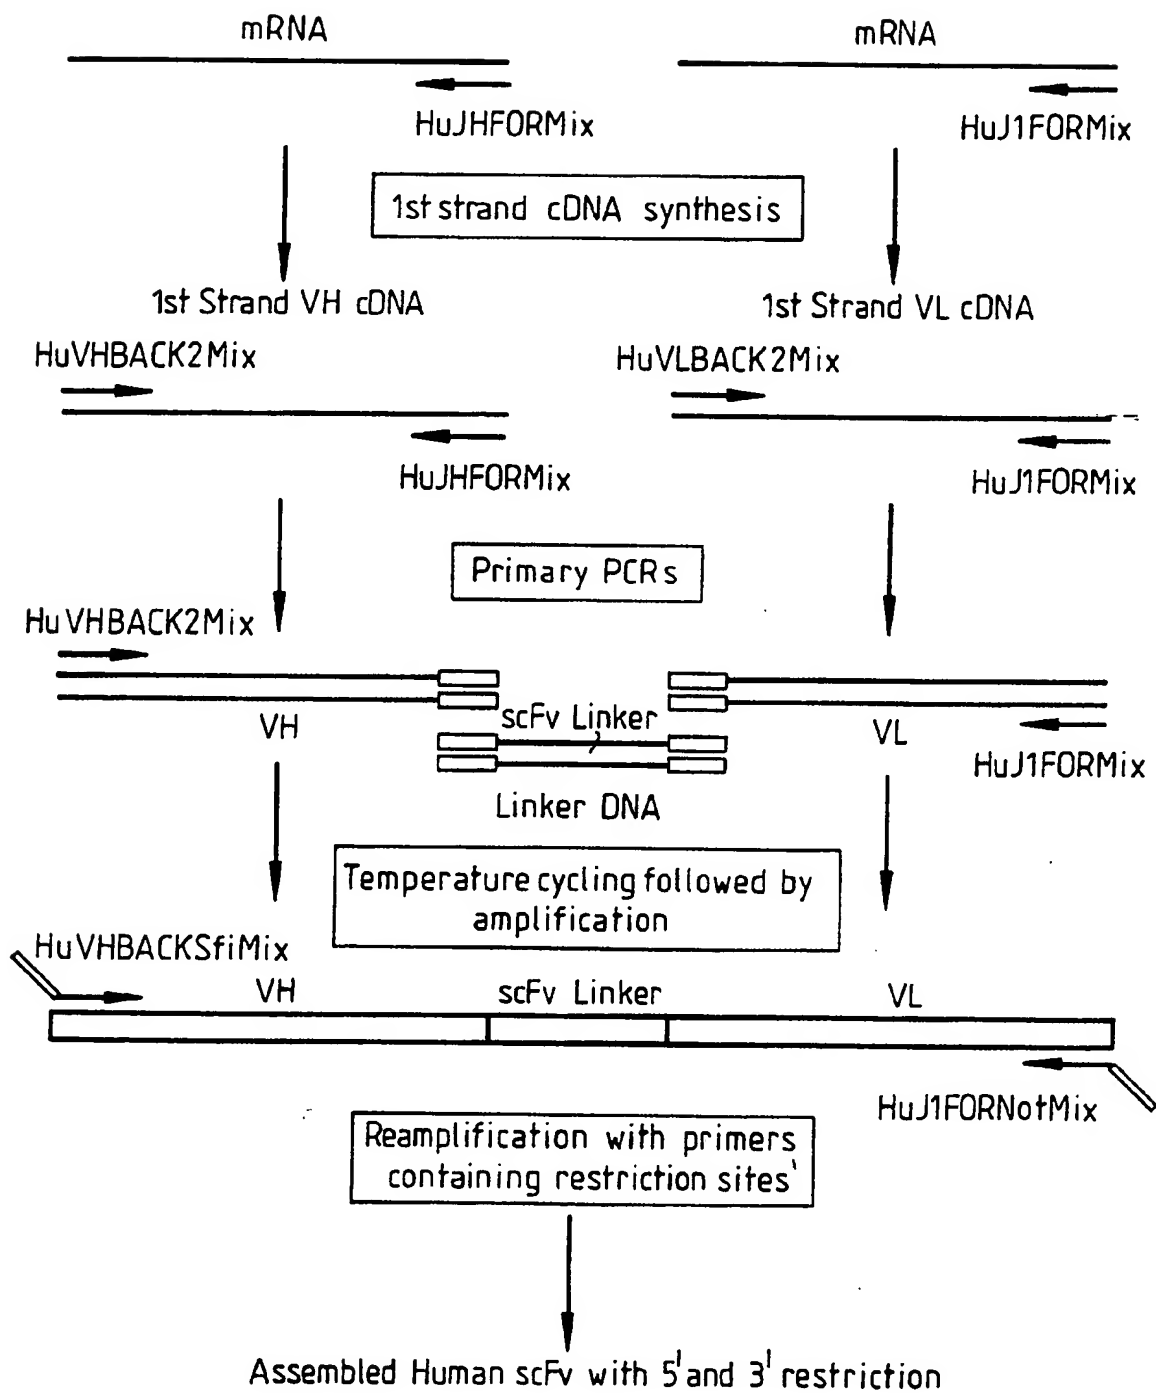 mRNA
mRNA
HuJHFORMix
HuJ1FORMix
1st strand cDNA synthesis
1st Strand VH cDNA
1st Strand VL cDNA
HuVHBACK2Mix
HuVLBACK2Mix
HuJHFORMix
HuJ1FORMix
Primary PCRs
HuVHBACK2Mix
VH
scFv Linker
VL
HuJ1FORMix
Linker DNA
Temperature cycling followed by
amplification
HuVHBACKSfiMix
VH
scFv Linker
VL
HuJ1FORNotMix
Reamplification with primers
containing restriction sites'
Assembled Human scFv with 5' and 3' restriction